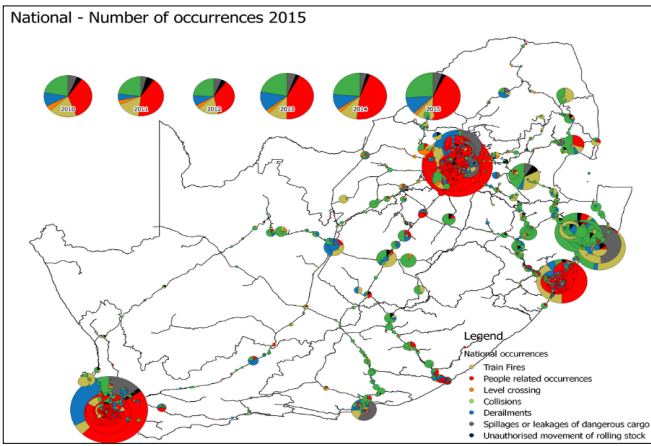 National - Number of occurrences 2015
2010 2011 2012 2013 2014 2015
Legend
National occurrences
Train Fires
People related occurrences
Level crossing
Collisions
Derailments
Spillages or leakages of dangerous cargo
Unauthorised movement of rolling stock